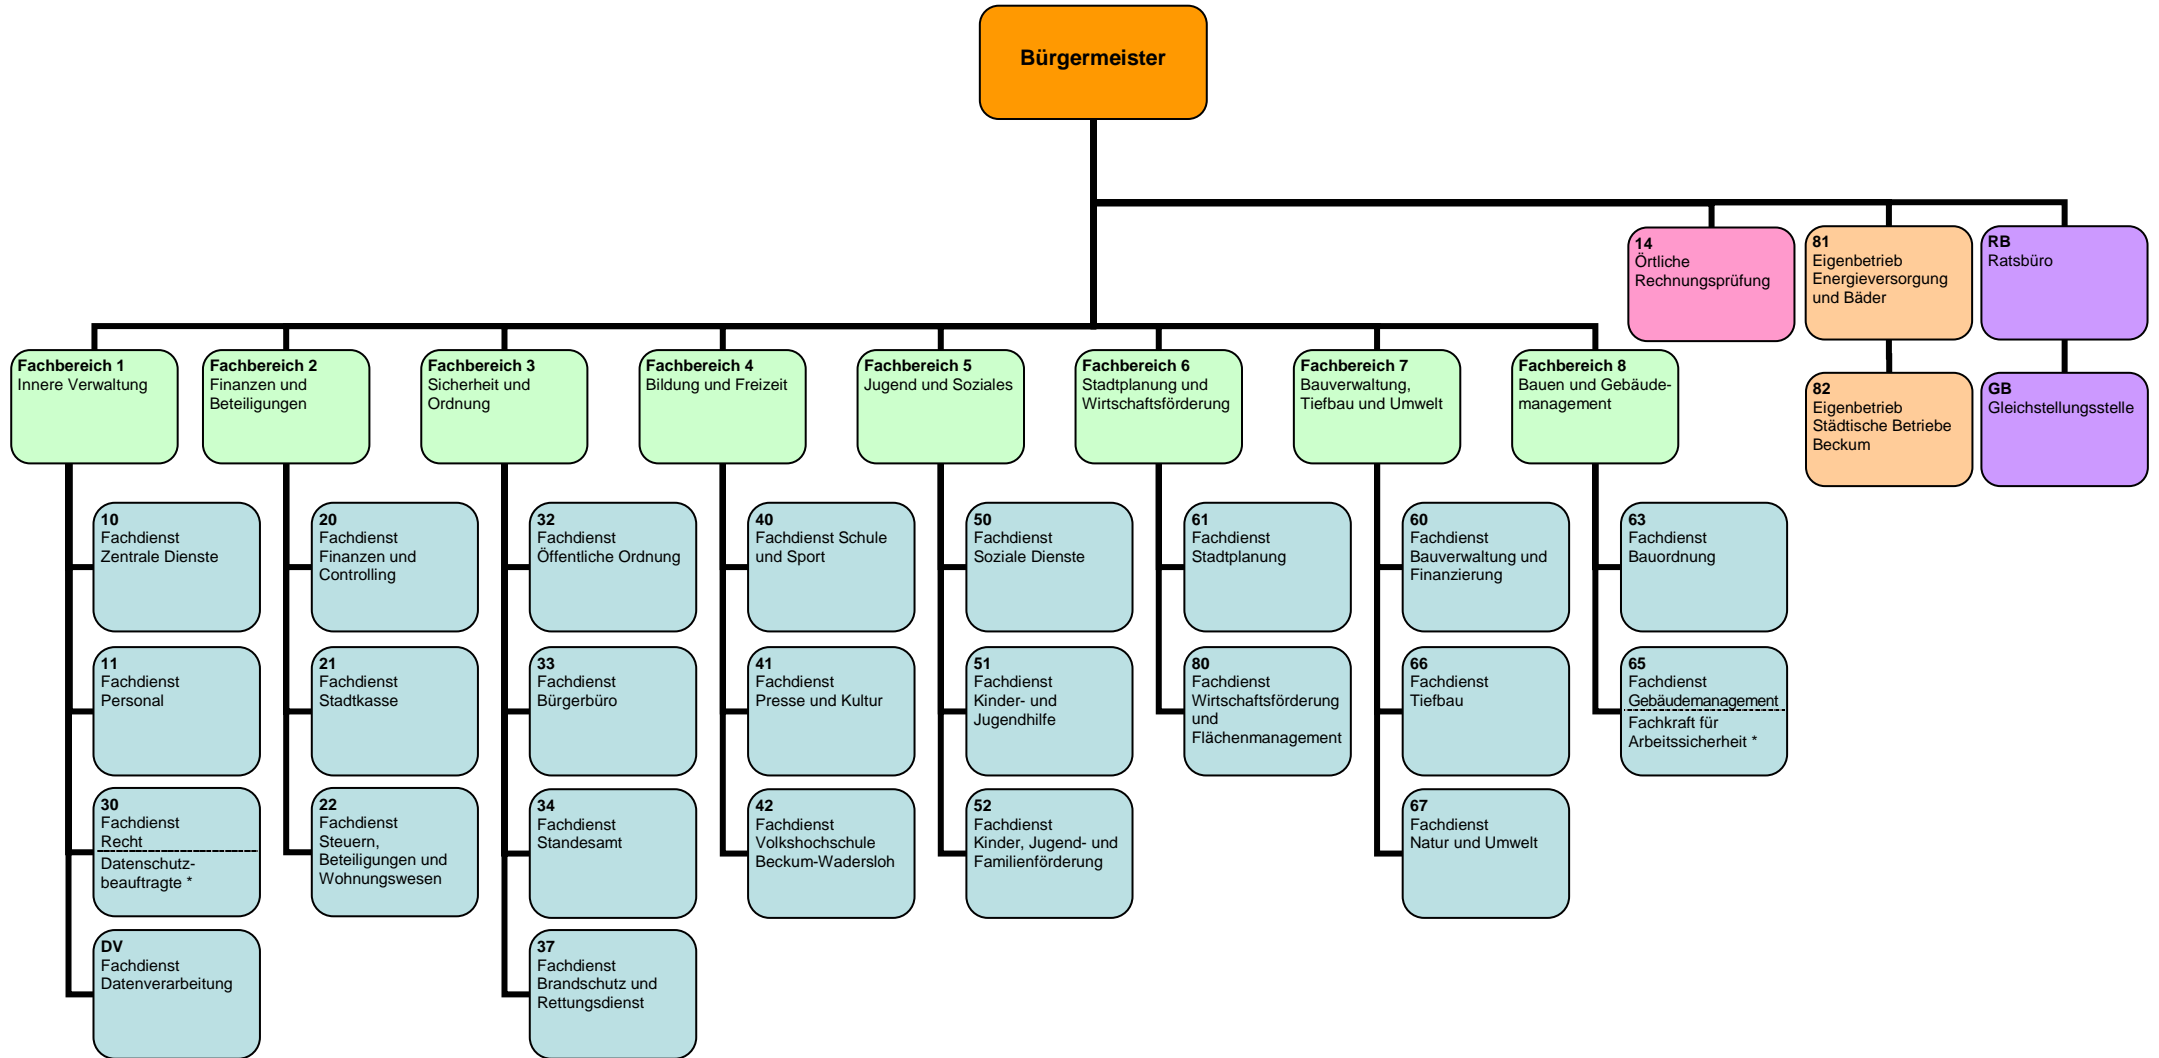 Bürgermeister
14
Örtliche
Rechnungsprüfung
81
Eigenbetrieb
Energieversorgung
und Bäder
RB
Ratsbüro
82
Eigenbetrieb
Städtische Betriebe
Beckum
GB
Gleichstellungsstelle
Fachbereich 1
Innere Verwaltung
Fachbereich 2
Finanzen und
Beteiligungen
Fachbereich 3
Sicherheit und
Ordnung
Fachbereich 4
Bildung und Freizeit
Fachbereich 5
Jugend und Soziales
Fachbereich 6
Stadtplanung und
Wirtschaftsförderung
Fachbereich 7
Bauverwaltung,
Tiefbau und Umwelt
Fachbereich 8
Bauen und Gebäude-
management
10
Fachdienst
Zentrale Dienste
20
Fachdienst
Finanzen und
Controlling
32
Fachdienst
Öffentliche Ordnung
40
Fachdienst Schule
und Sport
50
Fachdienst
Soziale Dienste
61
Fachdienst
Stadtplanung
60
Fachdienst
Bauverwaltung und
Finanzierung
63
Fachdienst
Bauordnung
11
Fachdienst
Personal
21
Fachdienst
Stadtkasse
33
Fachdienst
Bürgerbüro
41
Fachdienst
Presse und Kultur
51
Fachdienst
Kinder- und
Jugendhilfe
80
Fachdienst
Wirtschaftsförderung
und
Flächenmanagement
66
Fachdienst
Tiefbau
65
Fachdienst
Gebäudemanagement
Fachkraft für
Arbeitssicherheit *
30
Fachdienst
Recht
Datenschutz-
beauftragte *
22
Fachdienst
Steuern,
Beteiligungen und
Wohnungswesen
34
Fachdienst
Standesamt
42
Fachdienst
Volkshochschule
Beckum-Wadersloh
52
Fachdienst
Kinder, Jugend- und
Familienförderung
67
Fachdienst
Natur und Umwelt
DV
Fachdienst
Datenverarbeitung
37
Fachdienst
Brandschutz und
Rettungsdienst